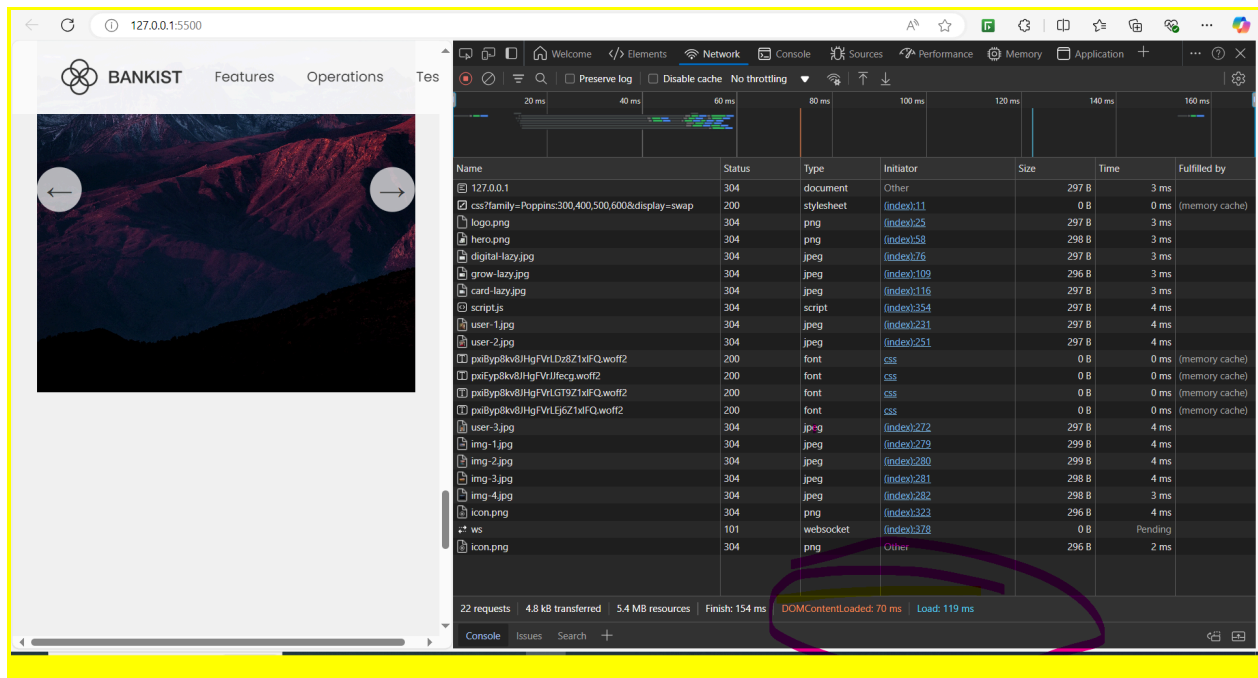 127.0.0.1:5500
BANKIST Features Operations Tes
Welcome Elements Network Console Sources Performance Memory Application
Preserve log Disable cache No throttling
20 ms 40 ms 60 ms 80 ms 100 ms 120 ms 140 ms 160 ms
Name Status Type Initiator Size Time Fulfilled by
127.0.0.1 304 document Other 297 B 3 ms
css?family=Poppins:300,400,500,600&display=swap 200 stylesheet (index):11 0 B 0 ms (memory cache)
logo.png 304 png (index):25 297 B 3 ms
hero.png 304 png (index):58 298 B 3 ms
digital-lazy.jpg 304 jpeg (index):76 297 B 3 ms
grow-lazy.jpg 304 jpeg (index):109 296 B 3 ms
card-lazy.jpg 304 jpeg (index):116 297 B 3 ms
script.js 304 script (index):354 297 B 4 ms
user-1.jpg 304 jpeg (index):231 297 B 4 ms
user-2.jpg 304 jpeg (index):251 297 B 4 ms
pxiByp8kv8JHgFVrLDz8Z1xlFQ.woff2 200 font css 0 B 0 ms (memory cache)
pxiEyp8kv8JHgFVrJJfecg.woff2 200 font css 0 B 0 ms (memory cache)
pxiByp8kv8JHgFVrLGT9Z1xlFQ.woff2 200 font css 0 B 0 ms (memory cache)
pxiByp8kv8JHgFVrLEj6Z1xlFQ.woff2 200 font css 0 B 0 ms (memory cache)
user-3.jpg 304 jpeg (index):272 297 B 4 ms
img-1.jpg 304 jpeg (index):279 299 B 4 ms
img-2.jpg 304 jpeg (index):280 299 B 4 ms
img-3.jpg 304 jpeg (index):281 298 B 4 ms
img-4.jpg 304 jpeg (index):282 298 B 3 ms
icon.png 304 png (index):323 296 B 4 ms
ws 101 websocket (index):378 0 B Pending
icon.png 304 png Other 296 B 2 ms
22 requests 4.8 kB transferred 5.4 MB resources Finish: 154 ms DOMContentLoaded: 70 ms Load: 119 ms
Console Issues Search